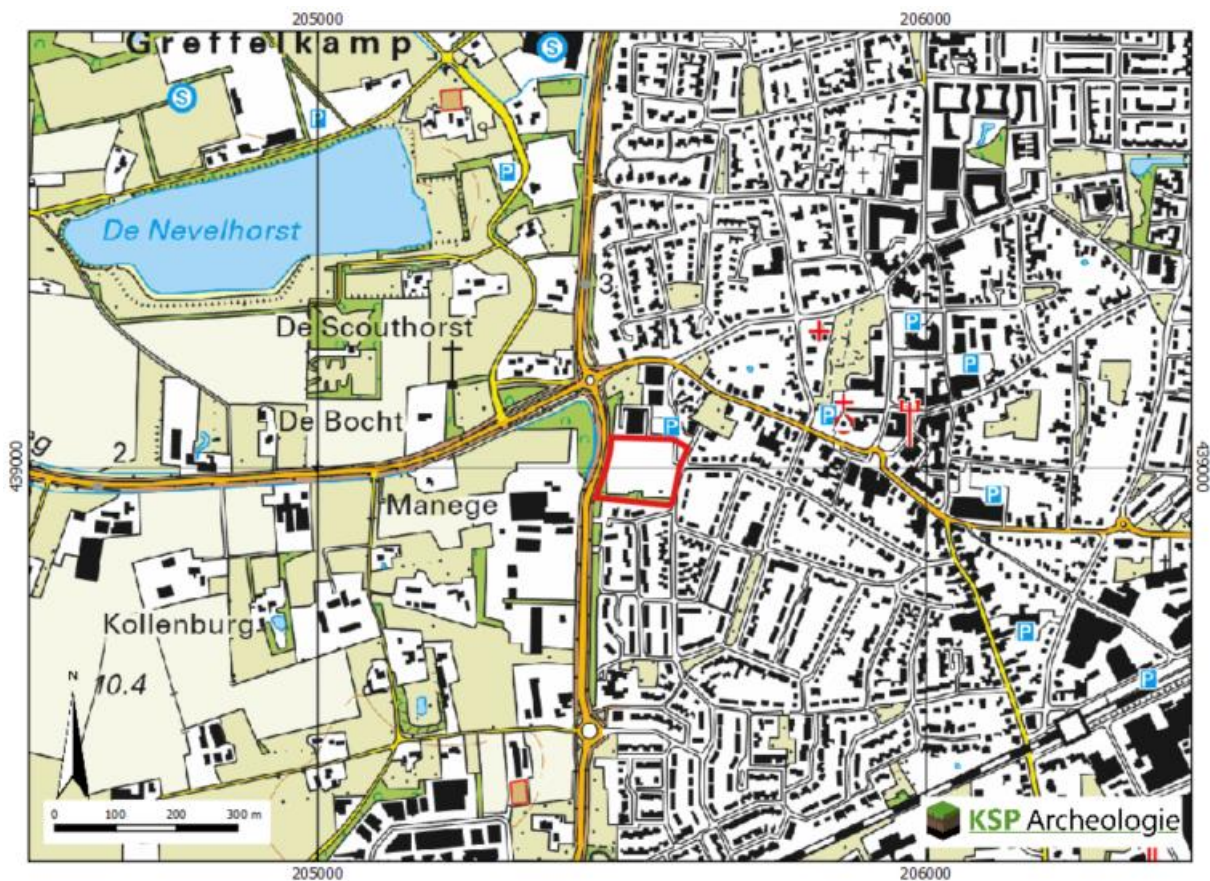 205000
206000
Greffelkamp
S
S
P
P
De Nevelhorst
3
De Scouthorst
P
P
De Bocht
P
P
2
439000
439000
Manege
P
Kollenburg
P
N
10.4
P
0 100 200 300 m
KSP Archeologie
205000
206000